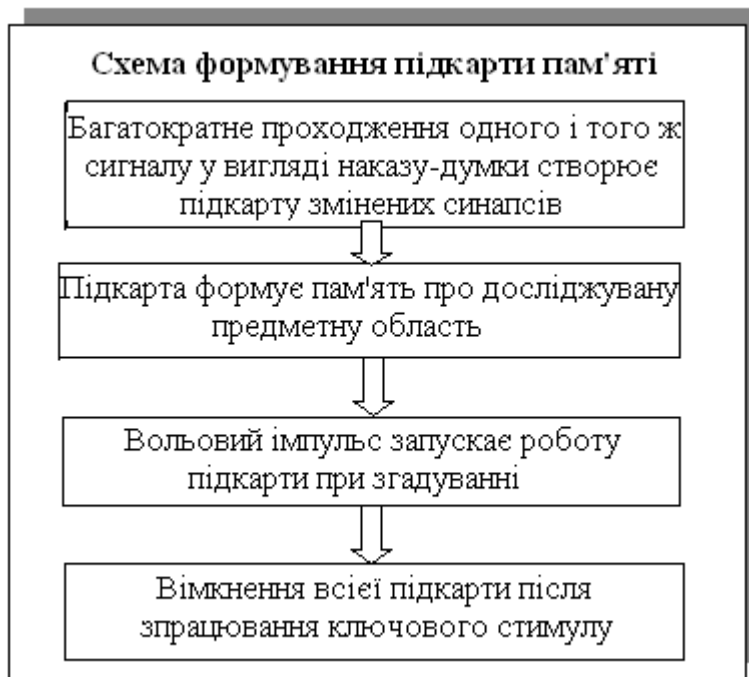 Схема формування підкарти пам'яті
Багатократне проходження одного і того ж
сигналу у вигляді наказу-думки створює
підкарту змінених синапсів
Підкарта формує пам'ять про досліджувану
предметну область
Вольовий імпульс запускає роботу
підкарти при згадуванні
Вімкнення всієї підкарти після
зпрацювання ключового стимулу